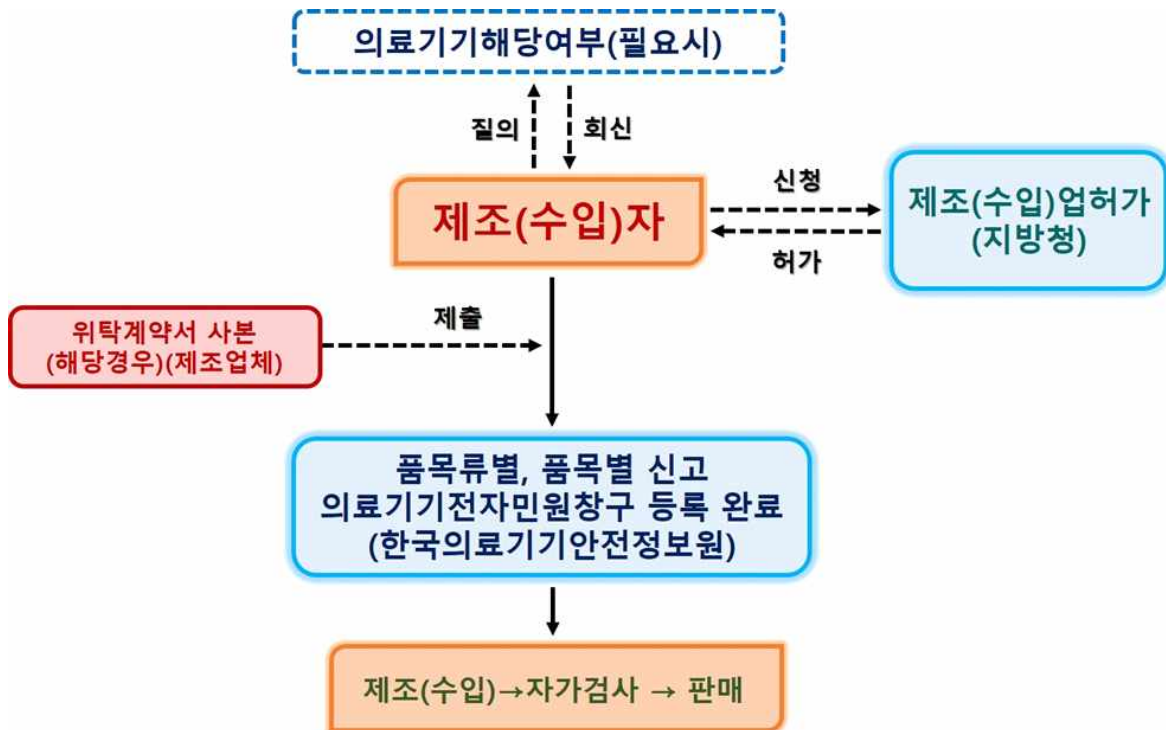 의료기기해당여부(필요시)
질의
회신
제조(수입)자
신청
허가
제조(수입)업허가
(지방청)
위탁계약서 사본
(해당경우)(제조업체)
제출
품목류별, 품목별 신고
의료기기전자민원창구 등록 완료
(한국의료기기안전정보원)
제조(수입)→자가검사 → 판매